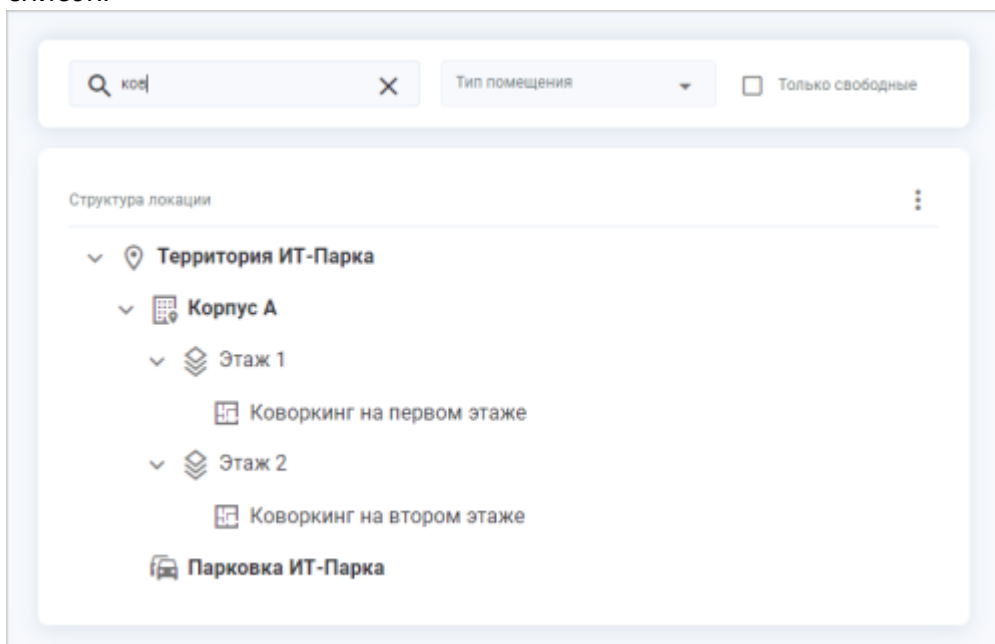 ков
Тип помещения
Только свободные
Структура локации
Территория ИТ-Парка
Корпус А
Этаж 1
Коворкинг на первом этаже
Этаж 2
Коворкинг на втором этаже
Парковка ИТ-Парка